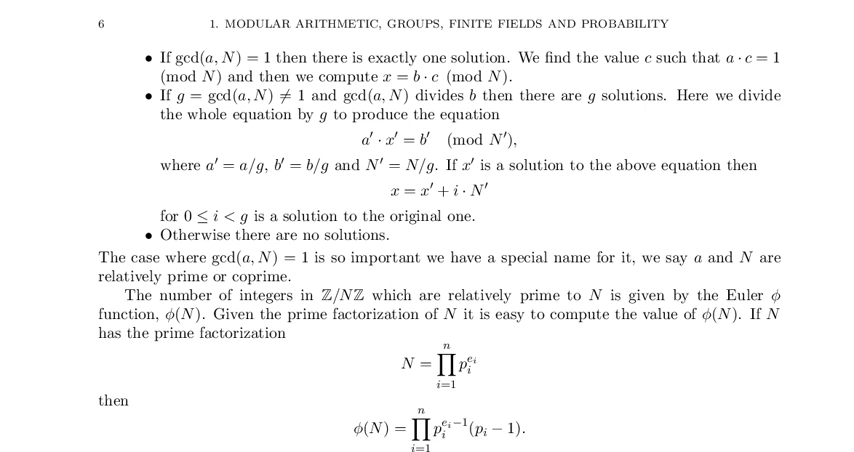 6 1. MODULAR ARITHMETIC, GROUPS, FINITE FIELDS AND PROBABILITY
• If gcd(a, N) = 1 then there is exactly one solution. We find the value c such that a · c = 1
(mod N) and then we compute x = b · c (mod N).
• If g = gcd(a, N) ≠ 1 and gcd(a, N) divides b then there are g solutions. Here we divide
the whole equation by g to produce the equation
a′ · x′ = b′ (mod N′),
where a′ = a/g, b′ = b/g and N′ = N/g. If x′ is a solution to the above equation then
x = x′ + i · N′
for 0 ≤ i < g is a solution to the original one.
• Otherwise there are no solutions.
The case where gcd(a, N) = 1 is so important we have a special name for it, we say a and N are
relatively prime or coprime.
The number of integers in ℤ/Nℤ which are relatively prime to N is given by the Euler ϕ
function, ϕ(N). Given the prime factorization of N it is easy to compute the value of ϕ(N). If N
has the prime factorization
N = ∏_{i=1}^{n} p_i^{e_i}
then
ϕ(N) = ∏_{i=1}^{n} p_i^{e_i−1}(p_i − 1).